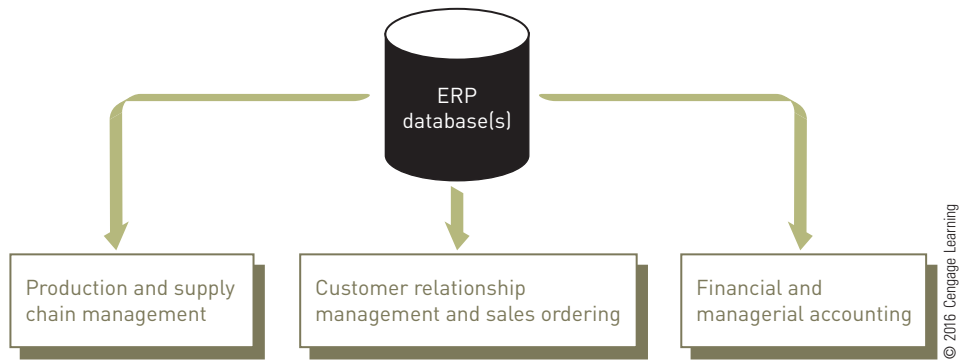 ERP
database(s)
Production and supply
chain management
Customer relationship
management and sales ordering
Financial and
managerial accounting
© 2016 Cengage Learning